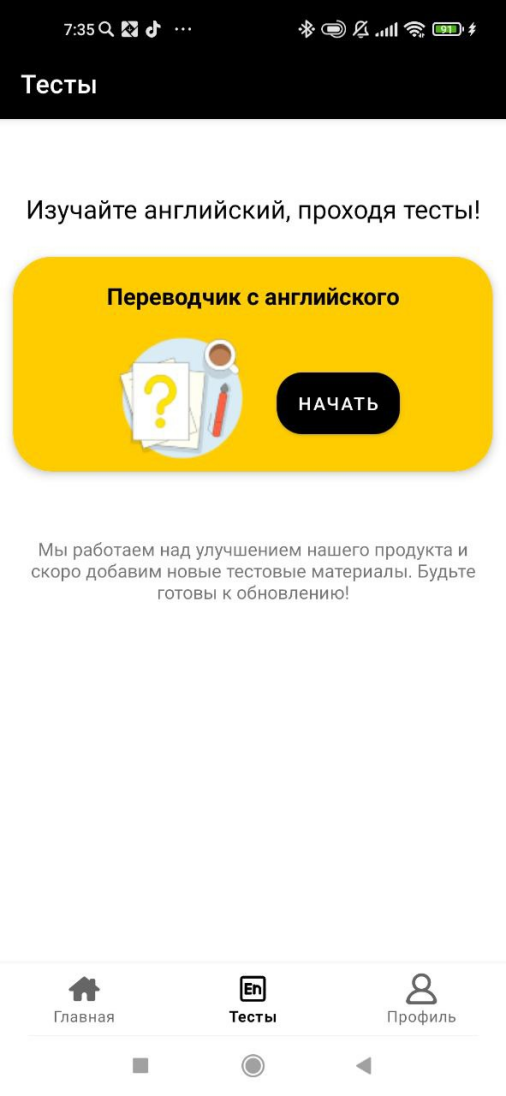 7:35
91
Тесты
Изучайте английский, проходя тесты!
Переводчик с английского
?
НАЧАТЬ
Мы работаем над улучшением нашего продукта и
скоро добавим новые тестовые материалы. Будьте
готовы к обновлению!
En
Главная Тесты Профиль